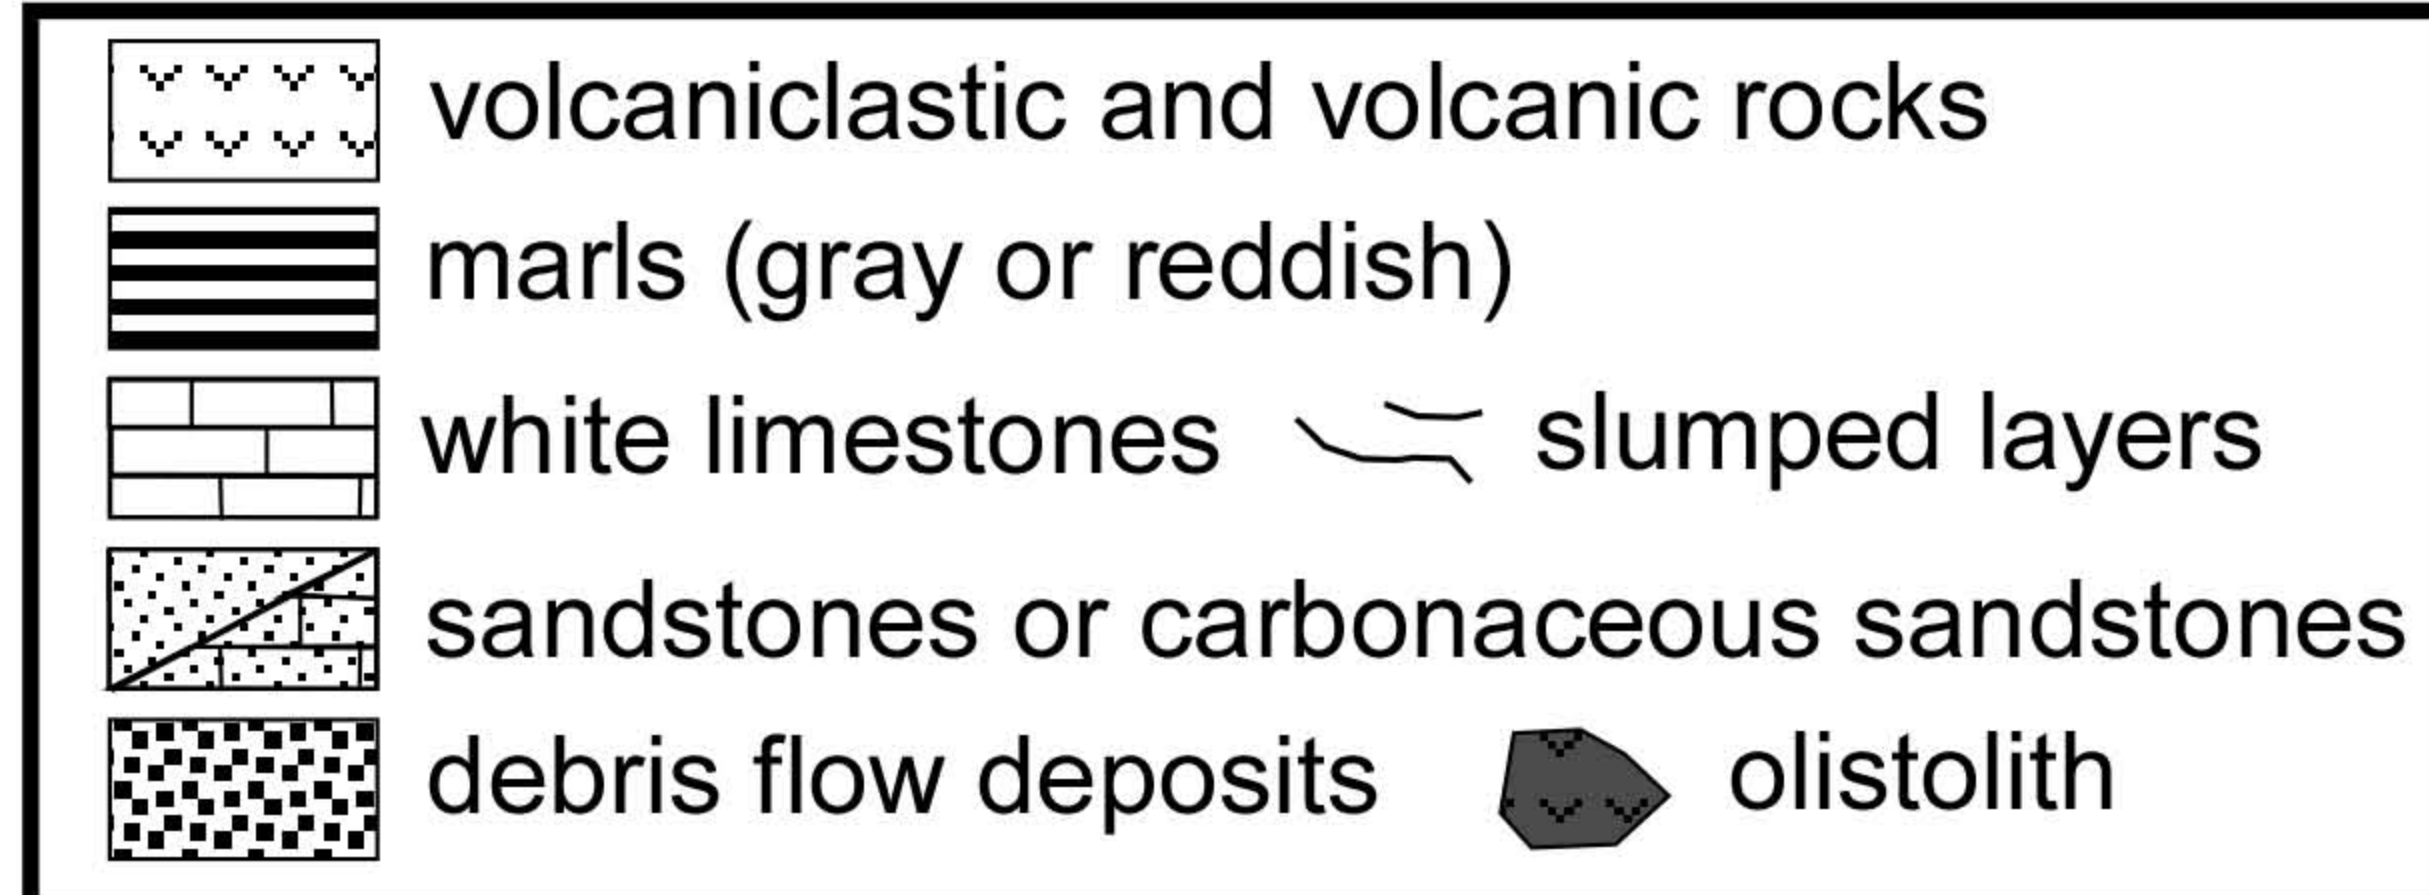 volcaniclastic and volcanic rocks
marls (gray or reddish)
white limestones slumped layers
sandstones or carbonaceous sandstones
debris flow deposits olistolith